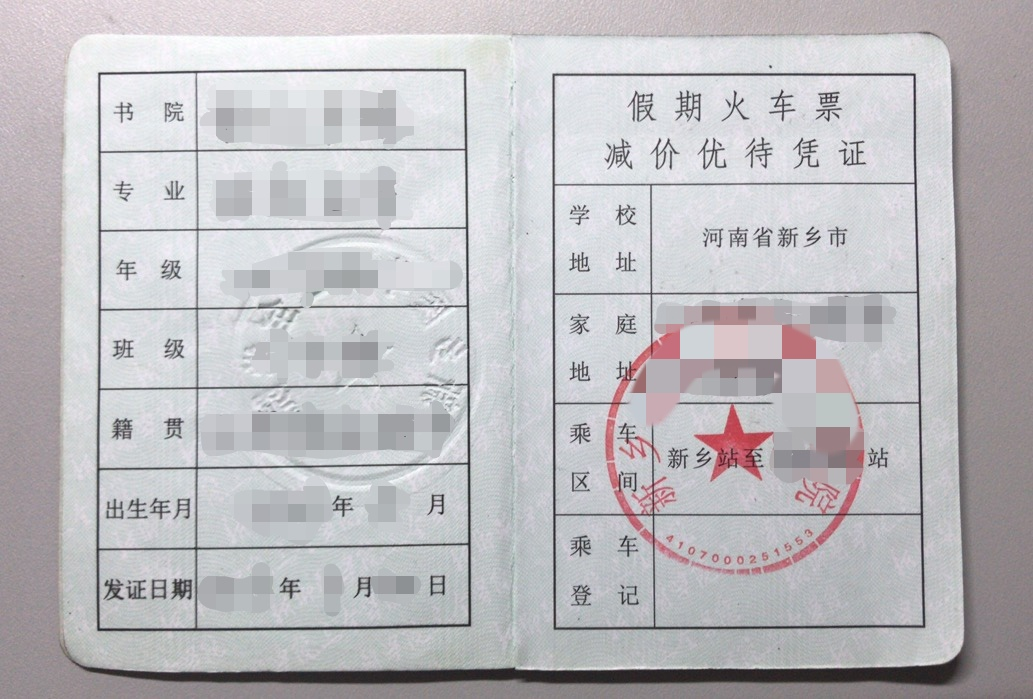 书院
专业
年级
班级
籍贯
出生年月 年 月
发证日期 年 月 日
假期火车票
减价优待凭证
学校
地址
河南省新乡市
家庭
地址
乘车
区间
新乡站至 站
乘车
登记
新乡 院
4107000251553